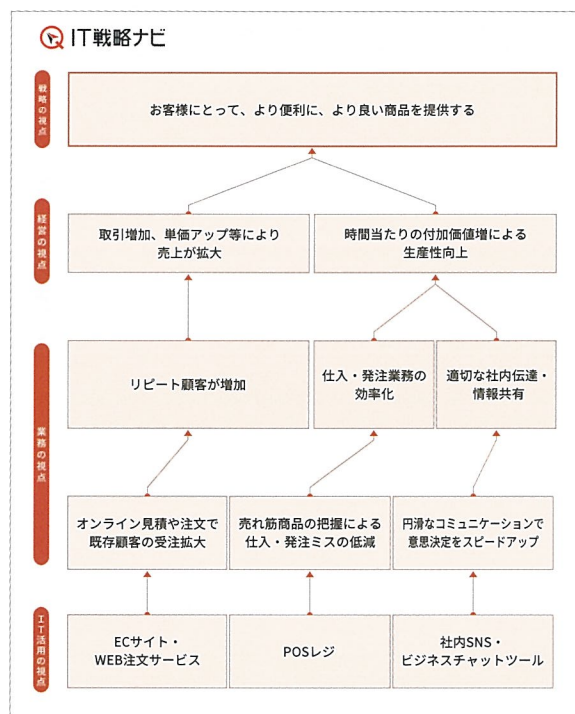 IT戦略ナビ
戦略の視点
お客様にとって、より便利に、より良い商品を提供する
経営の視点
取引増加、単価アップ等により
売上が拡大
時間当たりの付加価値増による
生産性向上
業務の視点
リピート顧客が増加
仕入・発注業務の
効率化
適切な社内伝達・
情報共有
オンライン見積や注文で
既存顧客の受注拡大
売れ筋商品の把握による
仕入・発注ミスの低減
円滑なコミュニケーションで
意思決定をスピードアップ
IT活用の視点
ECサイト・
WEB注文サービス
POSレジ
社内SNS・
ビジネスチャットツール